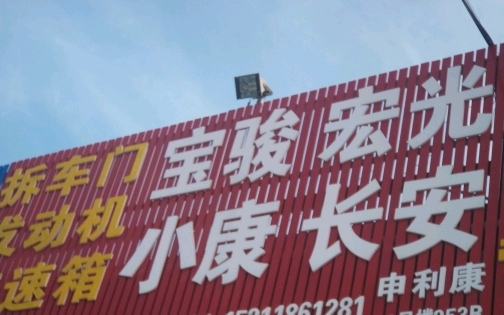 拆车门 宝骏 宏光
发动机 小康 长安
速箱
申利康
15911861281